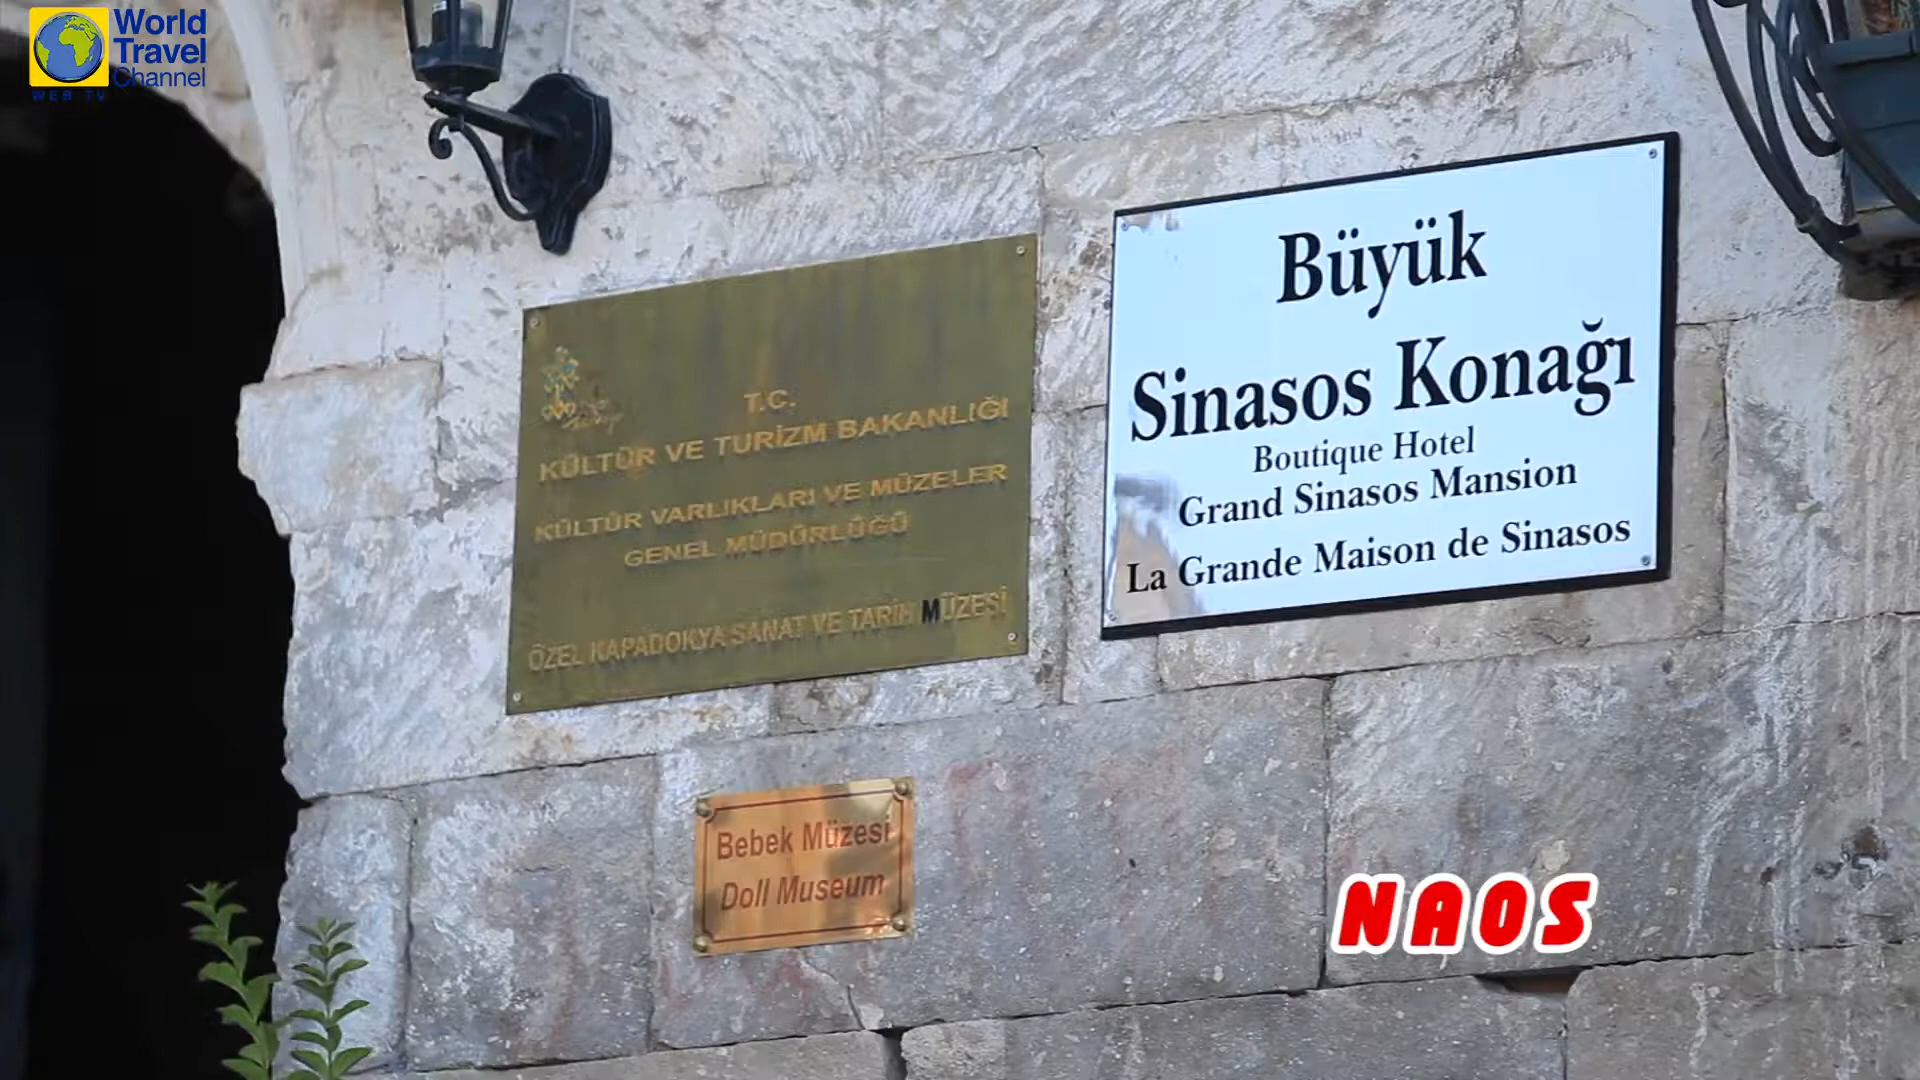 World
Travel
Channel
WEB TV
T.C.
KÜLTÜR VE TURİZM BAKANLIĞI
KÜLTÜR VARLIKLARI VE MÜZELER
GENEL MÜDÜRLÜĞÜ
ÖZEL KAPADOKYA SANAT VE TARİH MÜZESİ
Büyük
Sinasos Konağı
Boutique Hotel
Grand Sinasos Mansion
La Grande Maison de Sinasos
Bebek Müzesi
Doll Museum
NAOS